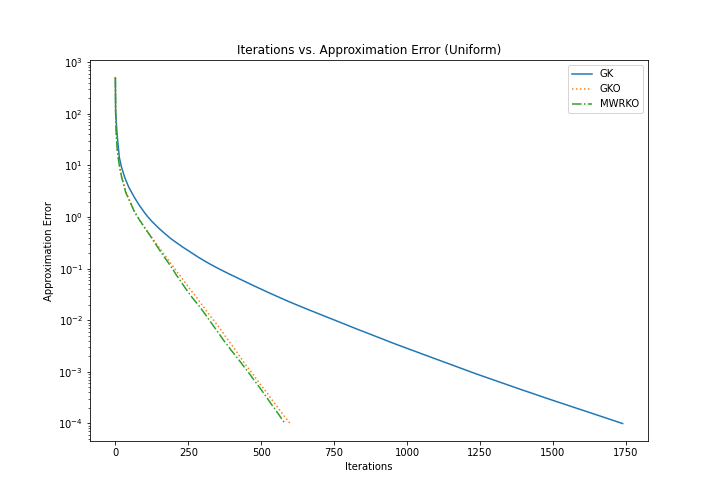 Iterations vs. Approximation Error (Uniform)
GK
GKO
MWRKO
Approximation Error
10³
10²
10¹
10⁰
10⁻¹
10⁻²
10⁻³
10⁻⁴
0 250 500 750 1000 1250 1500 1750
Iterations